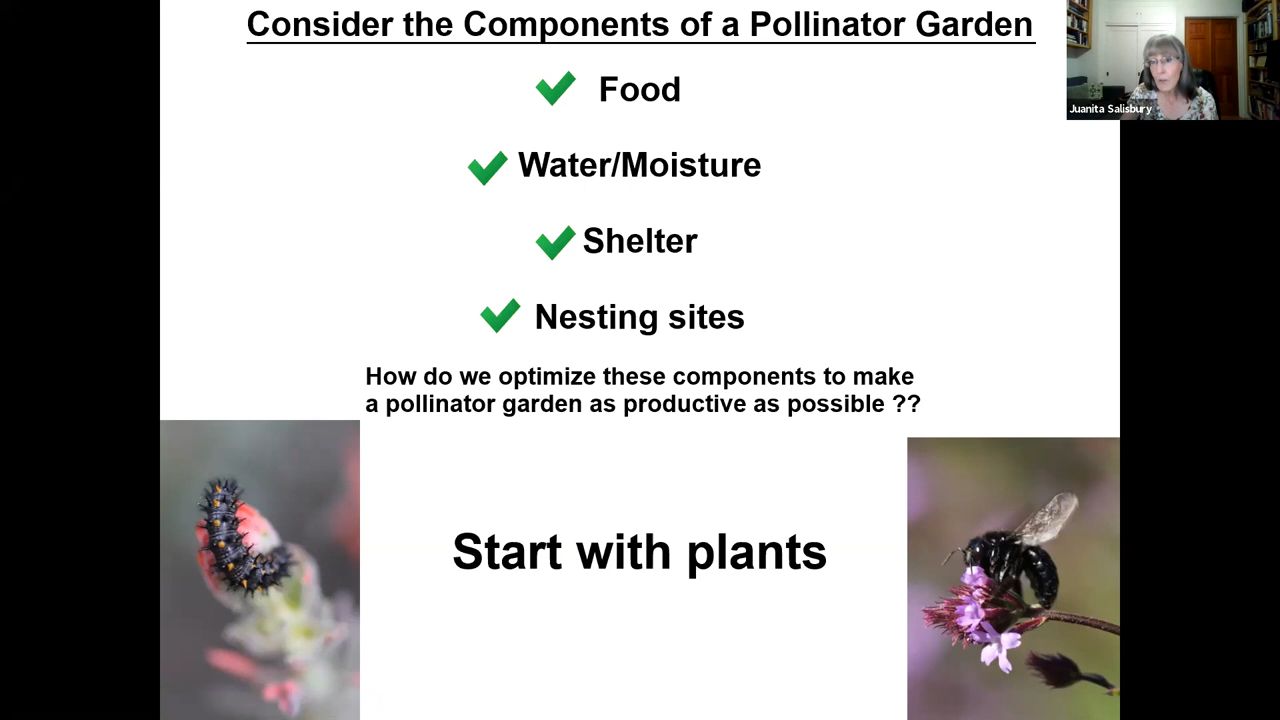 Consider the Components of a Pollinator Garden
Juanita Salisbury
Food
Water/Moisture
Shelter
Nesting sites
How do we optimize these components to make
a pollinator garden as productive as possible ??
Start with plants